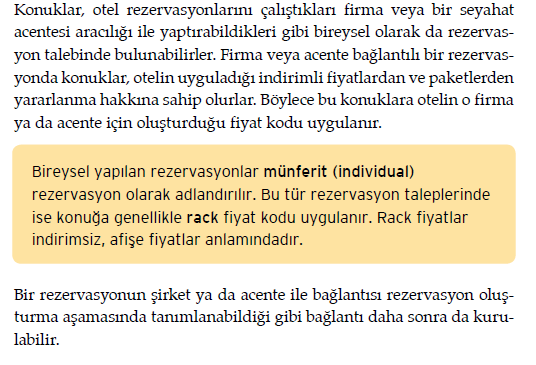 Konuklar, otel rezervasyonlarını çalıştıkları firma veya bir seyahat
acentesi aracılığı ile yaptırabildikleri gibi bireysel olarak da rezervas-
yon talebinde bulunabilirler. Firma veya acente bağlantılı bir rezervas-
yonda konuklar, otelin uyguladığı indirimli fiyatlardan ve paketlerden
yararlanma hakkına sahip olurlar. Böylece bu konuklara otelin o firma
ya da acente için oluşturduğu fiyat kodu uygulanır.
Bireysel yapılan rezervasyonlar münferit (individual)
rezervasyon olarak adlandırılır. Bu tür rezervasyon taleplerinde
ise konuğa genellikle rack fiyat kodu uygulanır. Rack fiyatlar
indirimsiz, afişe fiyatlar anlamındadır.
Bir rezervasyonun şirket ya da acente ile bağlantısı rezervasyon oluş-
turma aşamasında tanımlanabildiği gibi bağlantı daha sonra da kuru-
labilir.